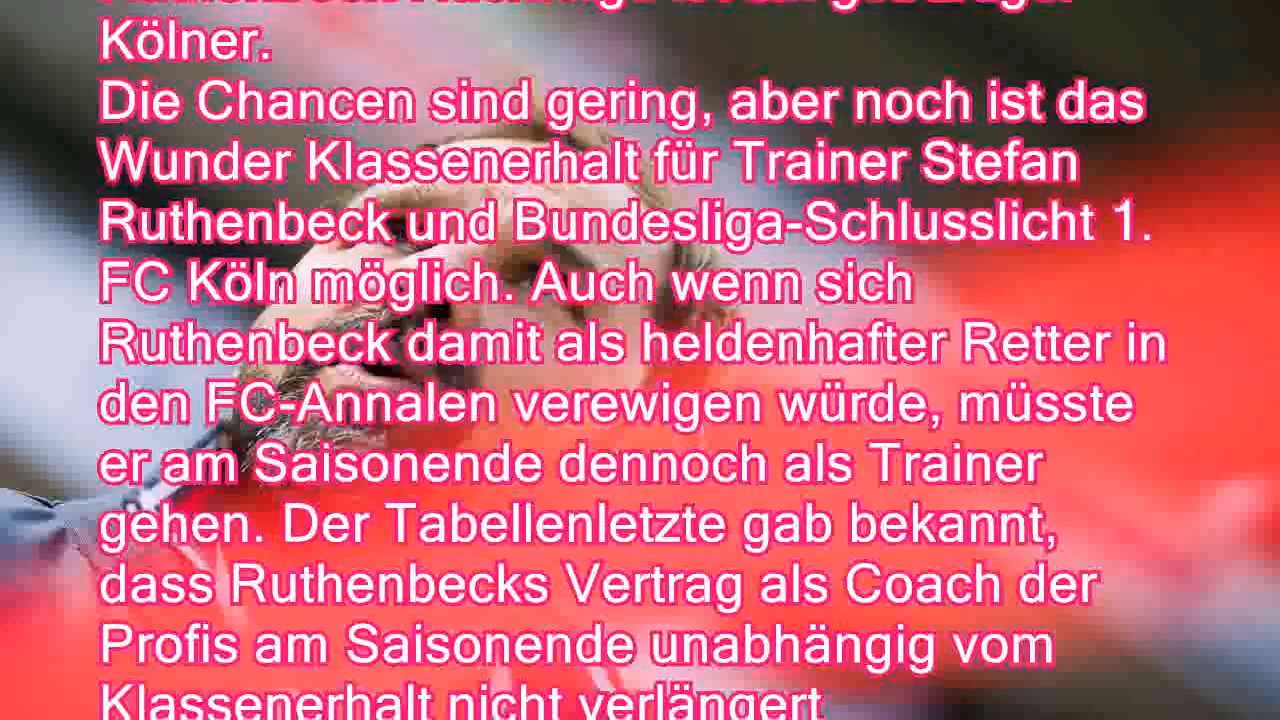 Kölner.
Die Chancen sind gering, aber noch ist das
Wunder Klassenerhalt für Trainer Stefan
Ruthenbeck und Bundesliga-Schlusslicht 1.
FC Köln möglich. Auch wenn sich
Ruthenbeck damit als heldenhafter Retter in
den FC-Annalen verewigen würde, müsste
er am Saisonende dennoch als Trainer
gehen. Der Tabellenletzte gab bekannt,
dass Ruthenbecks Vertrag als Coach der
Profis am Saisonende unabhängig vom
Klassenerhalt nicht verlängert